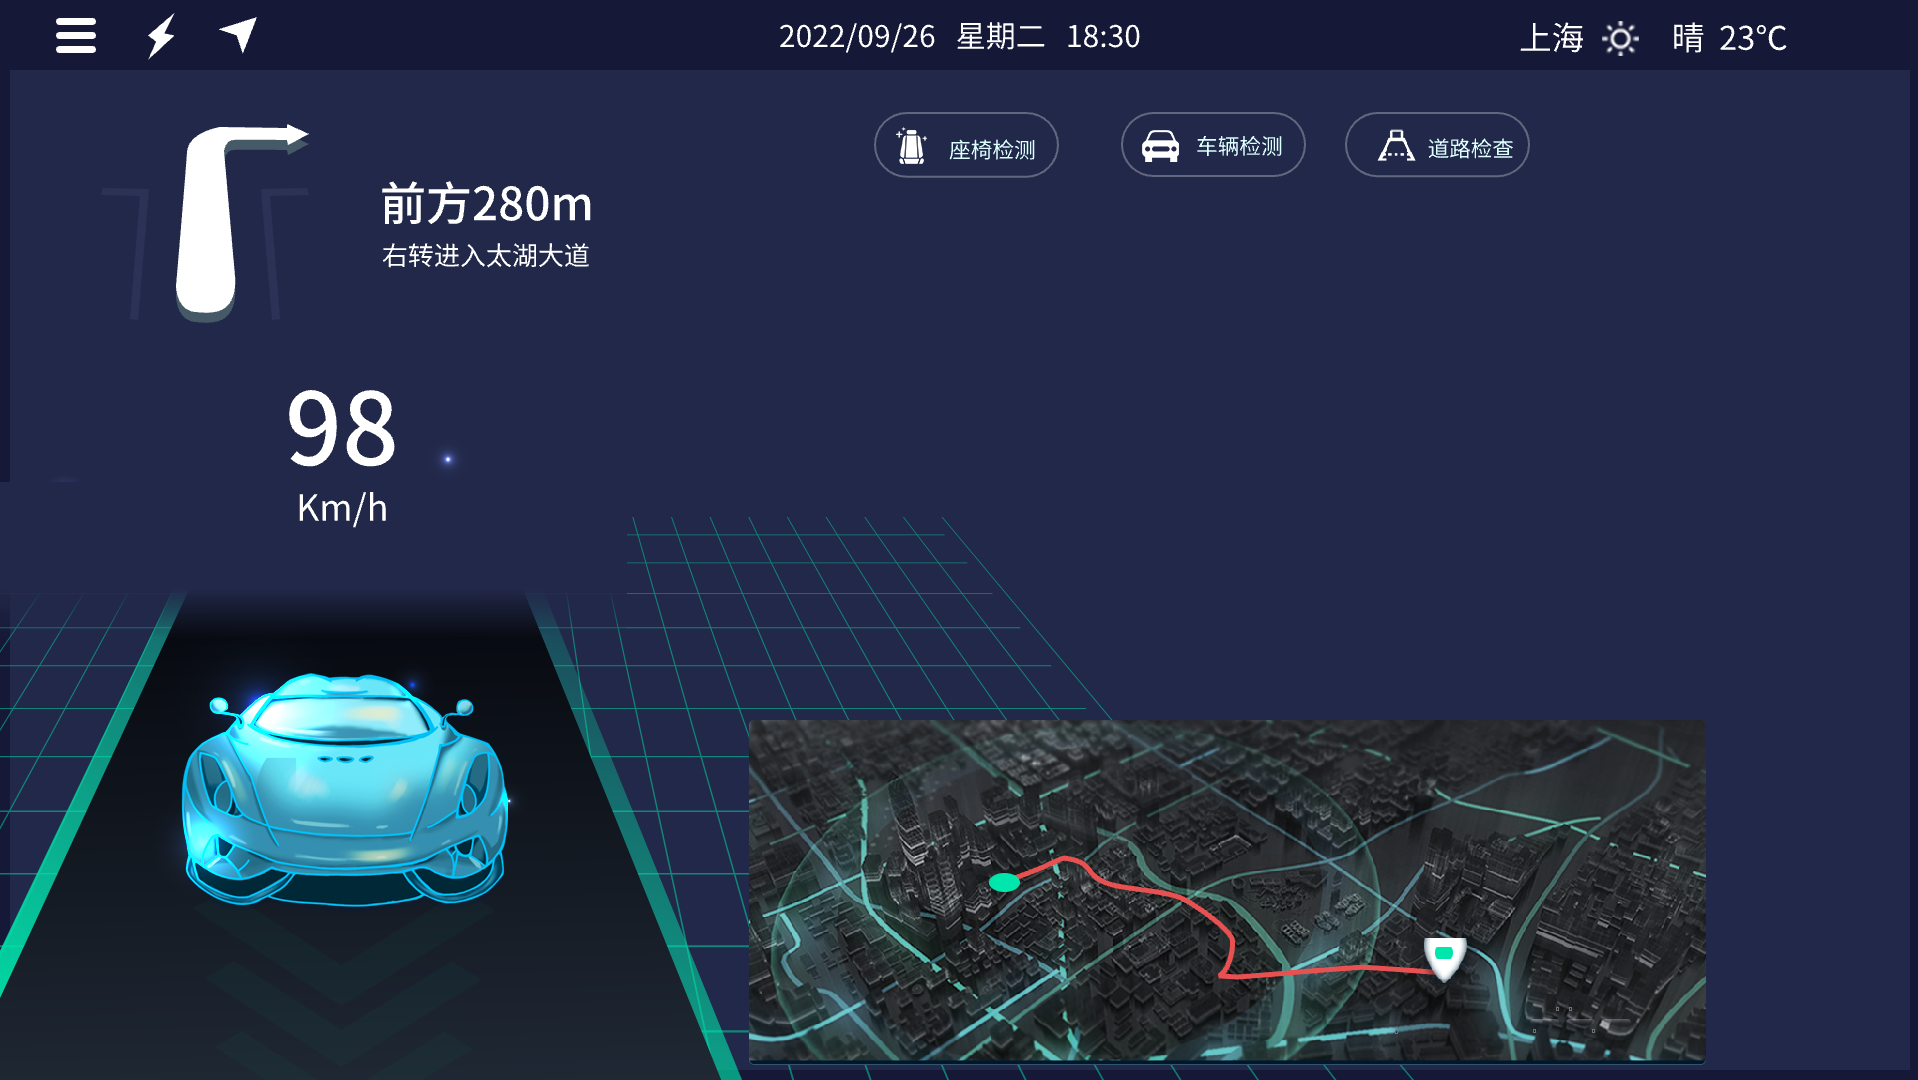 2022/09/26 星期二 18:30
上海 晴 23℃
座椅检测
车辆检测
道路检查
前方280m
右转进入太湖大道
98
Km/h